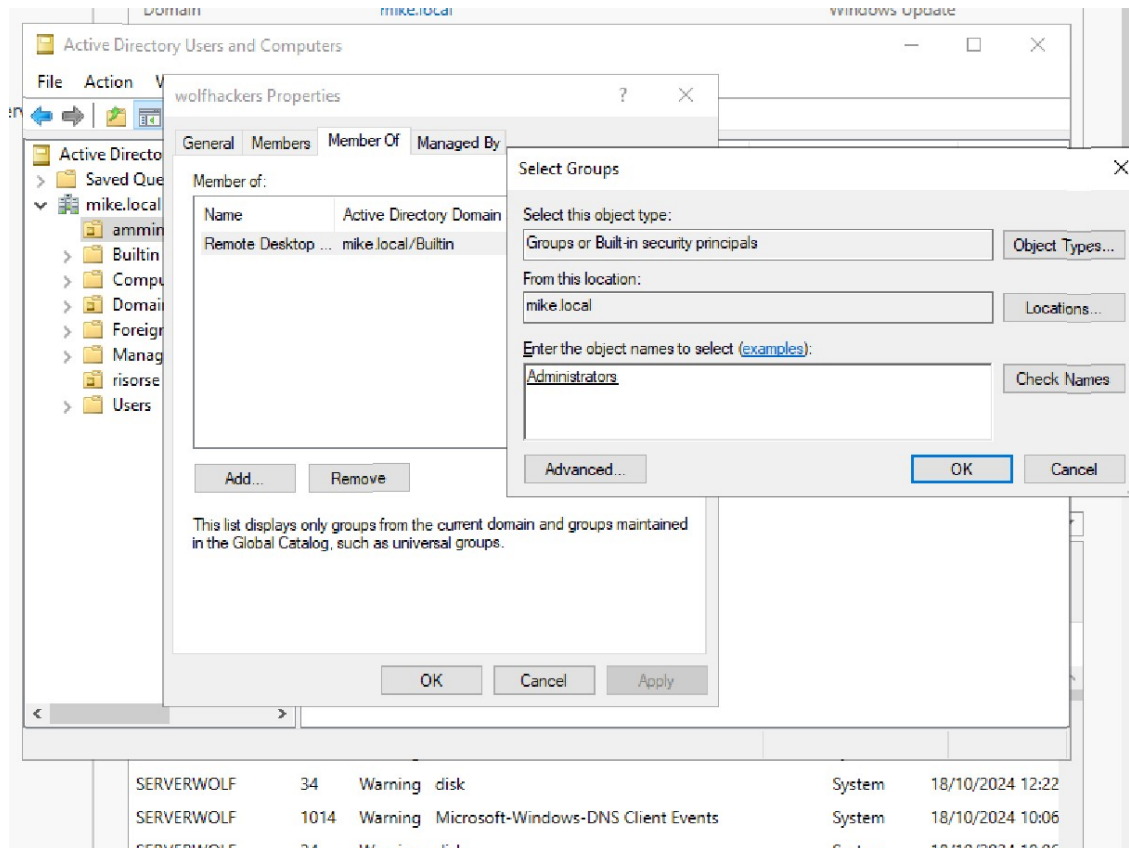 Domain mike.local Windows Update
Active Directory Users and Computers
File Action V
wolfhackers Properties
General Members Member Of Managed By
Active Directo
Saved Que
mike.local
ammin
Builtin
Compu
Domai
Foreign
Manag
risorse
Users
Member of:
Name Active Directory Domain
Remote Desktop ... mike.local/Builtin
Add... Remove
This list displays only groups from the current domain and groups maintained
in the Global Catalog, such as universal groups.
OK Cancel Apply
Select Groups
Select this object type:
Groups or Built-in security principals Object Types...
From this location:
mike.local Locations...
Enter the object names to select (examples):
Administrators Check Names
Advanced... OK Cancel
SERVERWOLF 34 Warning disk System 18/10/2024 12:22
SERVERWOLF 1014 Warning Microsoft-Windows-DNS Client Events System 18/10/2024 10:06